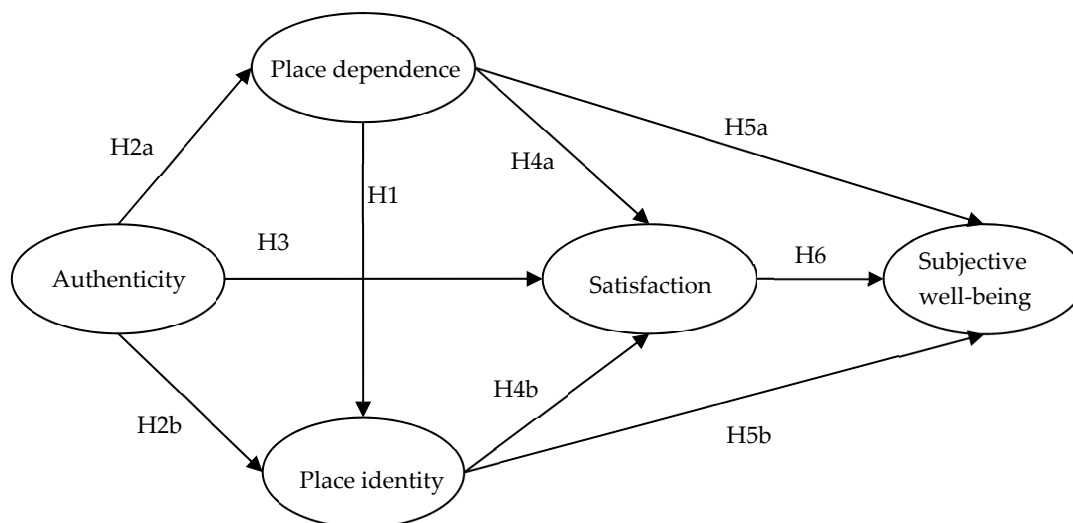 Place dependence
H5a
H2a
H4a
H1
H3
H6
Authenticity
Satisfaction
Subjective
well-being
H4b
H2b
H5b
Place identity